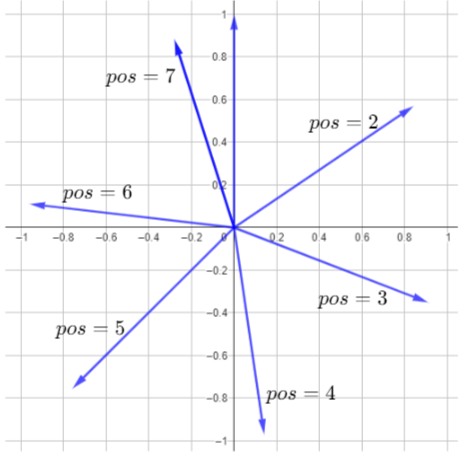 1
0.8
pos = 7
0.6
pos = 2
0.4
0.2
pos = 6
−1 −0.8 −0.6 −0.4 −0.2 0 0.2 0.4 0.6 0.8 1
−0.2
pos = 3
−0.4
pos = 5
−0.6
pos = 4
−0.8
−1